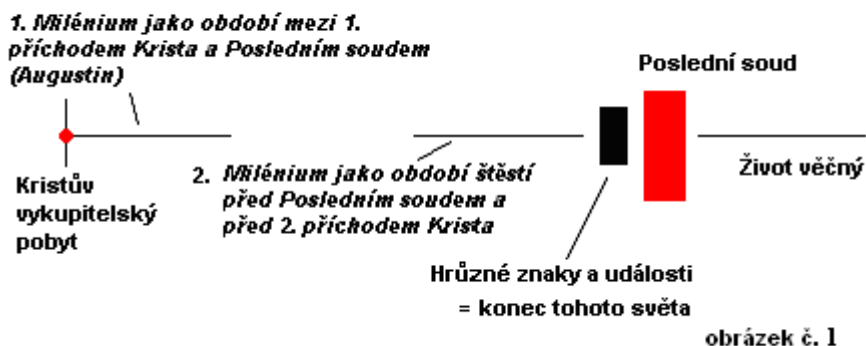 1. Milénium jako období mezi 1.
příchodem Krista a Posledním soudem
(Augustin)
Poslední soud
Kristův
vykupitelský
pobyt
2. Milénium jako období štěstí
před Posledním soudem a
před 2. příchodem Krista
Život věčný
Hrůzné znaky a události
= konec tohoto světa
obrázek č. 1